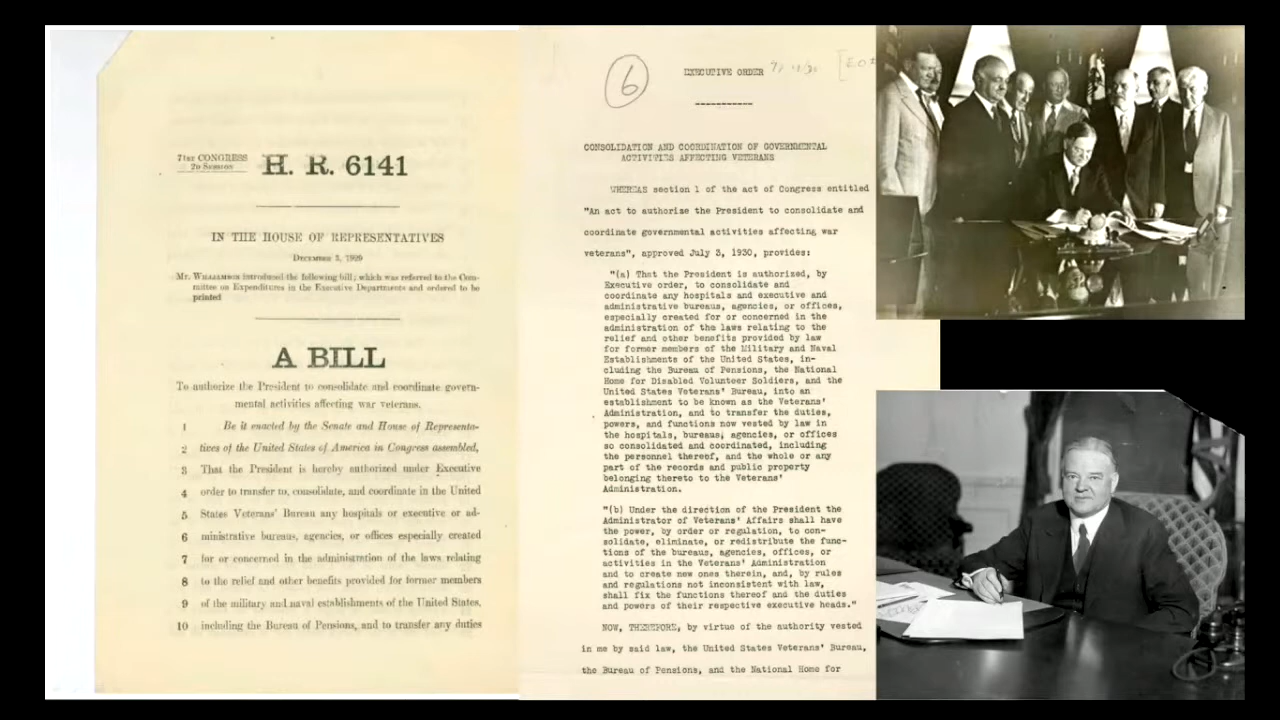 71ST CONGRESS
2D SESSION
H. R. 6141
IN THE HOUSE OF REPRESENTATIVES
DECEMBER 3, 1929
Mr. WILLIAMSON introduced the following bill; which was referred to the Com-
mittee on Expenditures in the Executive Departments and ordered to be
printed
A BILL
To authorize the President to consolidate and coordinate govern-
mental activities affecting war veterans.
1 Be it enacted by the Senate and House of Representa-
2 tives of the United States of America in Congress assembled,
3 That the President is hereby authorized under Executive
4 order to transfer to, consolidate, and coordinate in the United
5 States Veterans' Bureau any hospitals or executive or ad-
6 ministrative bureaus, agencies, or offices especially created
7 for or concerned in the administration of the laws relating
8 to the relief and other benefits provided for former members
9 of the military and naval establishments of the United States,
10 including the Bureau of Pensions, and to transfer any duties
6
EXECUTIVE ORDER
CONSOLIDATION AND COORDINATION OF GOVERNMENTAL
ACTIVITIES AFFECTING VETERANS
WHEREAS section 1 of the act of Congress entitled
"An act to authorize the President to consolidate and
coordinate governmental activities affecting war
veterans", approved July 3, 1930, provides:
"(a) That the President is authorized, by
Executive order, to consolidate and
coordinate any hospitals and executive and
administrative bureaus, agencies, or offices,
especially created for or concerned in the
administration of the laws relating to the
relief and other benefits provided by law
for former members of the Military and Naval
Establishments of the United States, in-
cluding the Bureau of Pensions, the National
Home for Disabled Volunteer Soldiers, and the
United States Veterans' Bureau, into an
establishment to be known as the Veterans'
Administration, and to transfer the duties,
powers, and functions now vested by law in
the hospitals, bureaus, agencies, or offices
so consolidated and coordinated, including
the personnel thereof, and the whole or any
part of the records and public property
belonging thereto to the Veterans'
Administration.
"(b) Under the direction of the President the
Administrator of Veterans' Affairs shall have
the power, by order or regulation, to con-
solidate, eliminate, or redistribute the func-
tions of the bureaus, agencies, offices, or
activities in the Veterans' Administration
and to create new ones therein, and, by rules
and regulations not inconsistent with law,
shall fix the functions thereof and the duties
and powers of their respective executive heads."
NOW, THEREFORE, by virtue of the authority vested
in me by said law, the United States Veterans' Bureau,
the Bureau of Pensions, and the National Home for